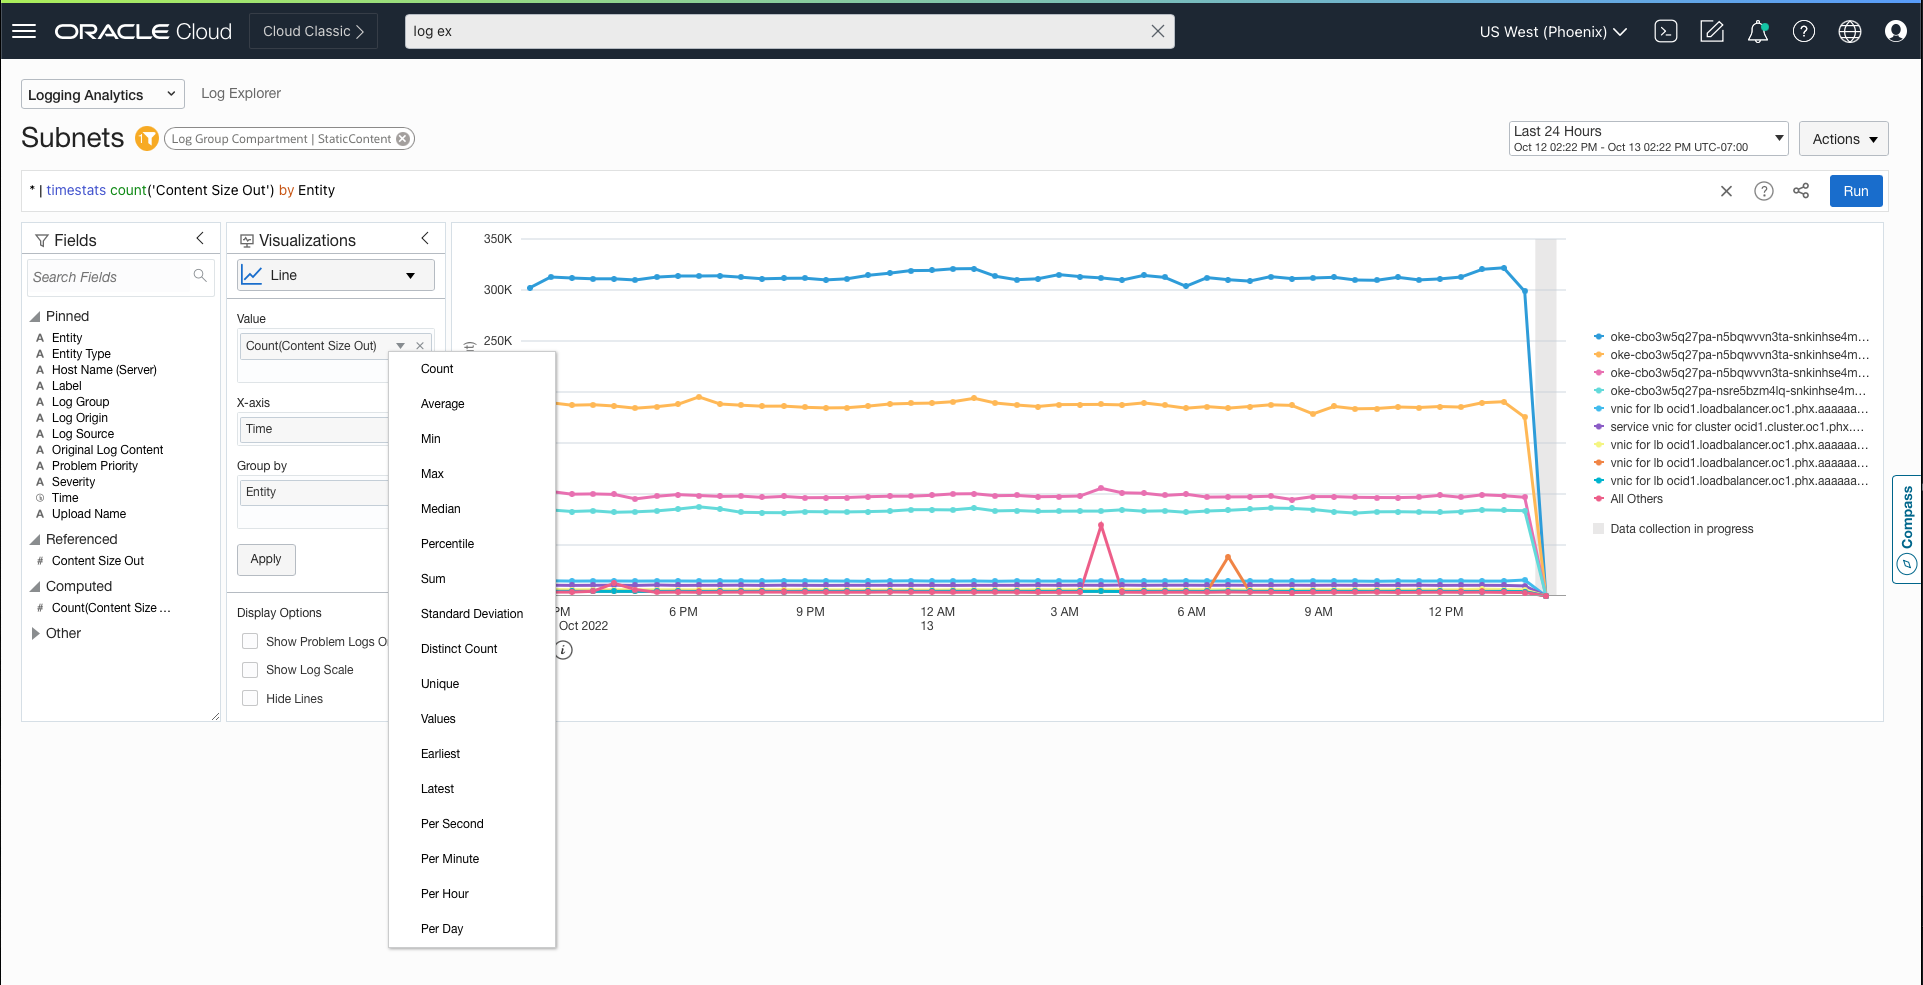 ORACLE Cloud
Cloud Classic
log ex
US West (Phoenix)
Logging Analytics
Log Explorer
Subnets
1
Log Group Compartment | StaticContent
Last 24 Hours
Oct 12 02:22 PM - Oct 13 02:22 PM UTC-07:00
Actions
* | timestats count('Content Size Out') by Entity
Run
Fields
Search Fields
Pinned
A Entity
A Entity Type
A Host Name (Server)
A Label
A Log Group
A Log Origin
A Log Source
A Original Log Content
A Problem Priority
A Severity
Time
A Upload Name
Referenced
# Content Size Out
Computed
# Count(Content Size ...
Other
Visualizations
Line
Value
Count(Content Size Out)
X-axis
Time
Group by
Entity
Apply
Display Options
Show Problem Logs O
Show Log Scale
Hide Lines
Count
Average
Min
Max
Median
Percentile
Sum
Standard Deviation
Distinct Count
Unique
Values
Earliest
Latest
Per Second
Per Minute
Per Hour
Per Day
350K
300K
250K
PM
Oct 2022
6 PM
9 PM
12 AM
13
3 AM
6 AM
9 AM
12 PM
oke-cbo3w5q27pa-n5bqwvvn3ta-snkinhse4m...
oke-cbo3w5q27pa-n5bqwvvn3ta-snkinhse4m...
oke-cbo3w5q27pa-n5bqwvvn3ta-snkinhse4m...
oke-cbo3w5q27pa-nsre5bzm4lq-snkinhse4m...
vnic for lb ocid1.loadbalancer.oc1.phx.aaaaaa...
service vnic for cluster ocid1.cluster.oc1.phx....
vnic for lb ocid1.loadbalancer.oc1.phx.aaaaaa...
vnic for lb ocid1.loadbalancer.oc1.phx.aaaaaa...
vnic for lb ocid1.loadbalancer.oc1.phx.aaaaaa...
All Others
Data collection in progress
Compass